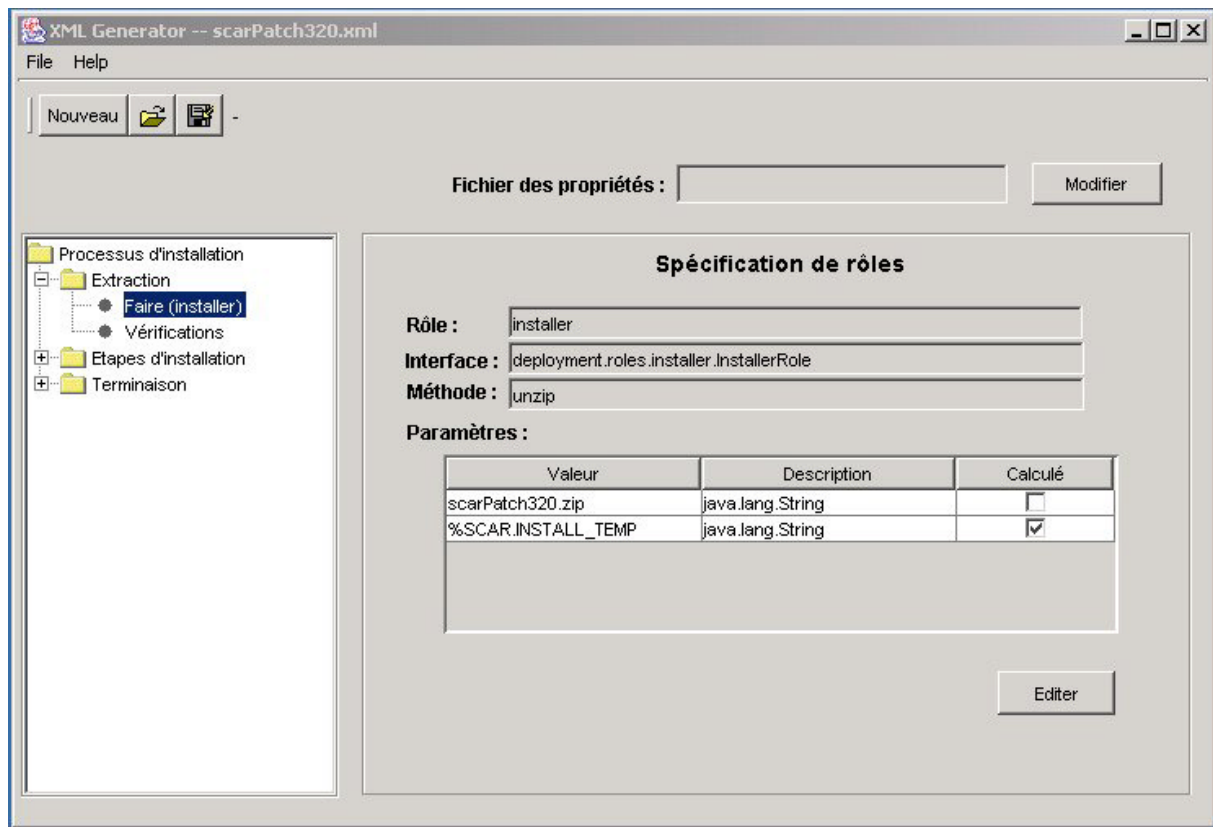 XML Generator -- scarPatch320.xml
File Help
Nouveau -
Fichier des propriétés : Modifier
Processus d'installation
Extraction
Faire (installer)
Vérifications
Etapes d'installation
Terminaison
Spécification de rôles
Rôle : installer
Interface : deployment.roles.installer.InstallerRole
Méthode : unzip
Paramètres :
Valeur Description Calculé
scarPatch320.zip java.lang.String
%SCAR.INSTALL_TEMP java.lang.String
Editer